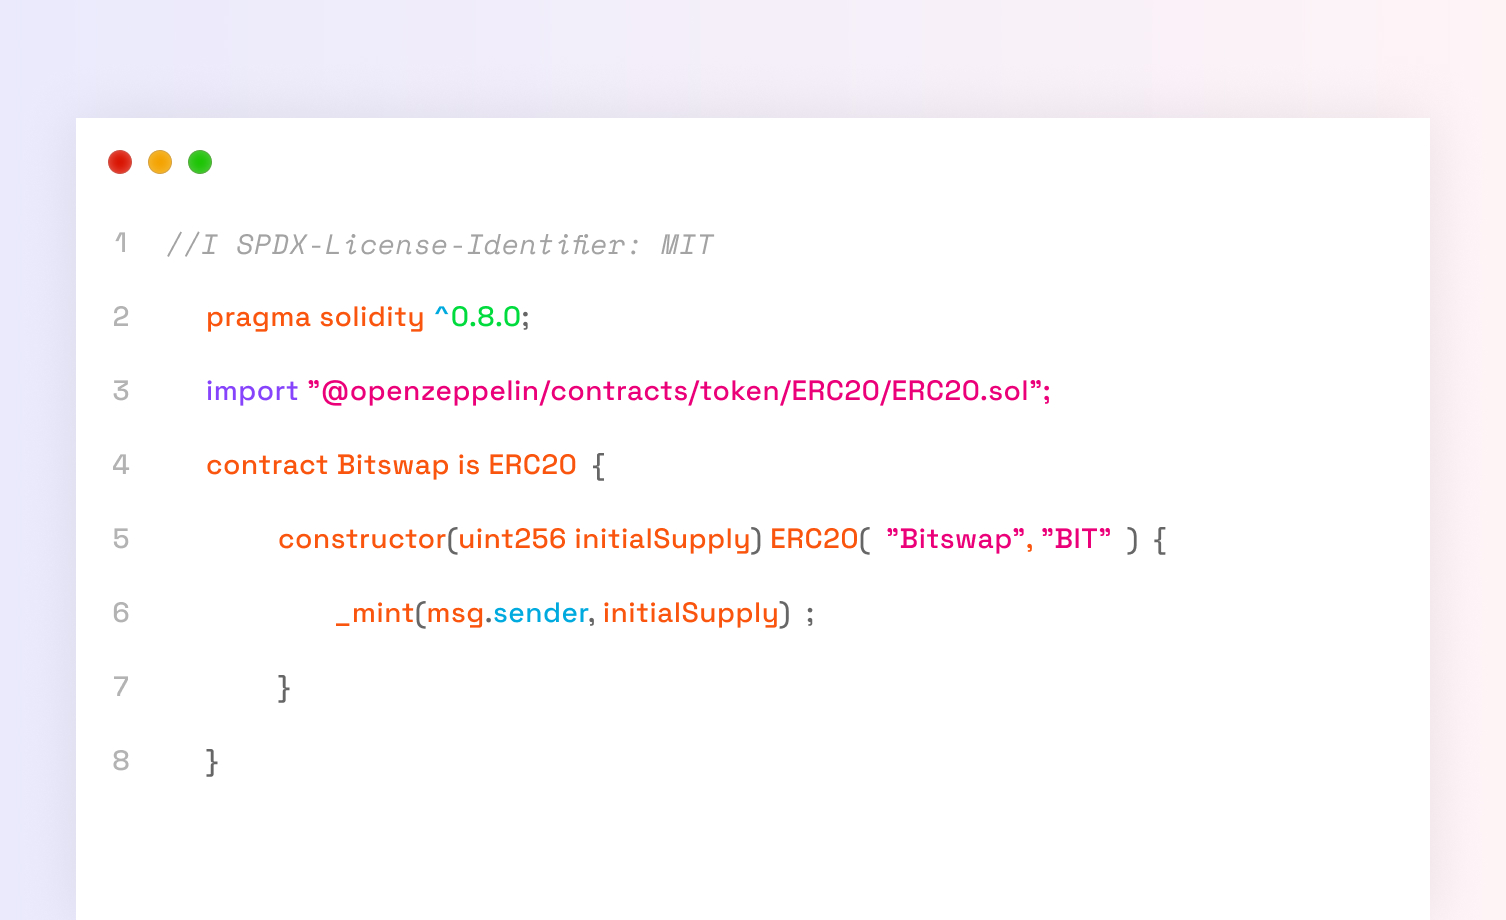 1 //I SPDX-License-Identifier: MIT
2 pragma solidity ^0.8.0;
3 import ”@openzeppelin/contracts/token/ERC20/ERC20.sol”;
4 contract Bitswap is ERC20 {
5 constructor(uint256 initialSupply) ERC20( ”Bitswap”, ”BIT” ) {
6 _mint(msg.sender, initialSupply) ;
7 }
8 }